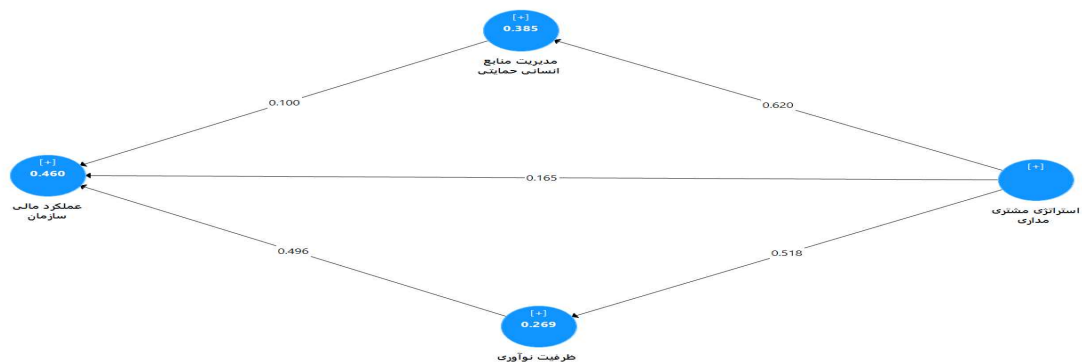 [+]
0.385
مدیریت منابع
انسانی حمایتی
0.100
0.620
[+]
0.460
عملکرد مالی
سازمان
0.165
[+]
استراتژی مشتری
مداری
0.496
0.518
[+]
0.269
ظرفیت نوآوری